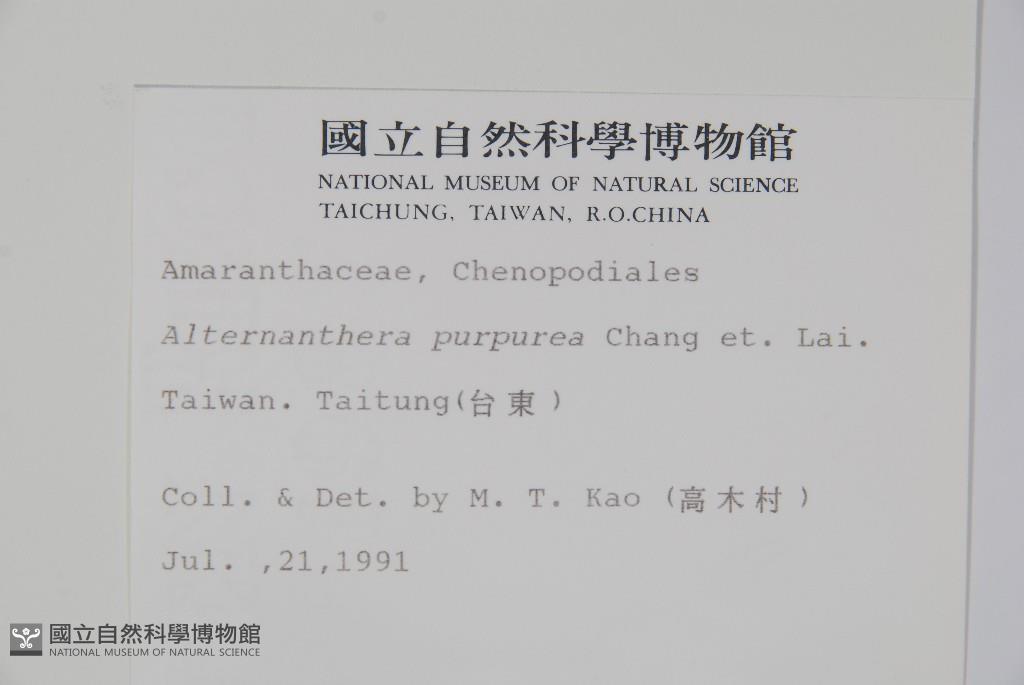 國立自然科學博物館
NATIONAL MUSEUM OF NATURAL SCIENCE
TAICHUNG, TAIWAN, R.O.CHINA
Amaranthaceae, Chenopodiales
Alternanthera purpurea Chang et. Lai.
Taiwan. Taitung(台東)
Coll. & Det. by M. T. Kao (高木村)
Jul. ,21,1991
國立自然科學博物館
NATIONAL MUSEUM OF NATURAL SCIENCE